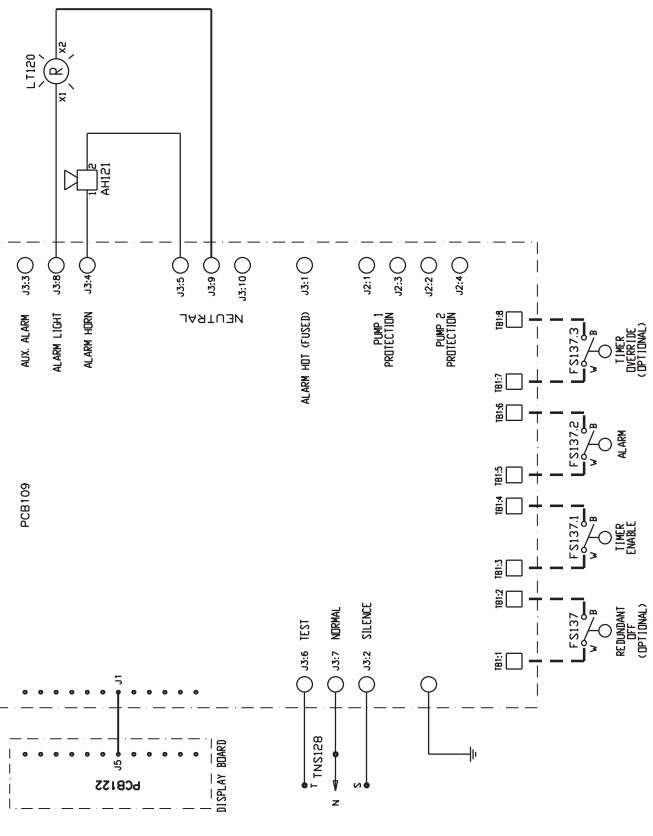 LT120
X1
R
X2
1
2
AH121
J3:3
J3:8
J3:4
J3:5
J3:9
J3:10
J3:1
J2:1
J2:3
J2:2
J2:4
AUX. ALARM
ALARM LIGHT
ALARM HORN
NEUTRAL
ALARM HOT (FUSED)
PUMP 1
PROTECTION
PUMP 2
PROTECTION
PCB109
TB1:8
TB1:7
TB1:6
TB1:5
TB1:4
TB1:3
TB1:2
TB1:1
FS137.3
W
B
TIMER
OVERRIDE
(OPTIONAL)
FS137.2
W
B
ALARM
FS137.1
W
B
TIMER
ENABLE
FS137
W
B
REDUNDANT
OFF
(OPTIONAL)
J3:6 TEST
J3:7 NORMAL
J3:2 SILENCE
T
TNS128
N
S
J1
J5
PCB122
DISPLAY BOARD